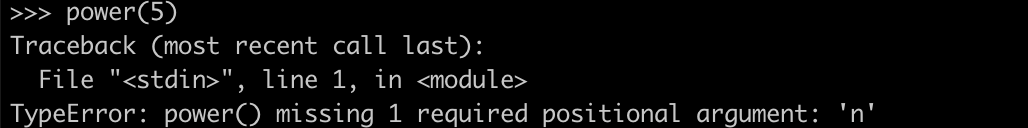 >>> power(5)
Traceback (most recent call last):
  File "<stdin>", line 1, in <module>
TypeError: power() missing 1 required positional argument: 'n'